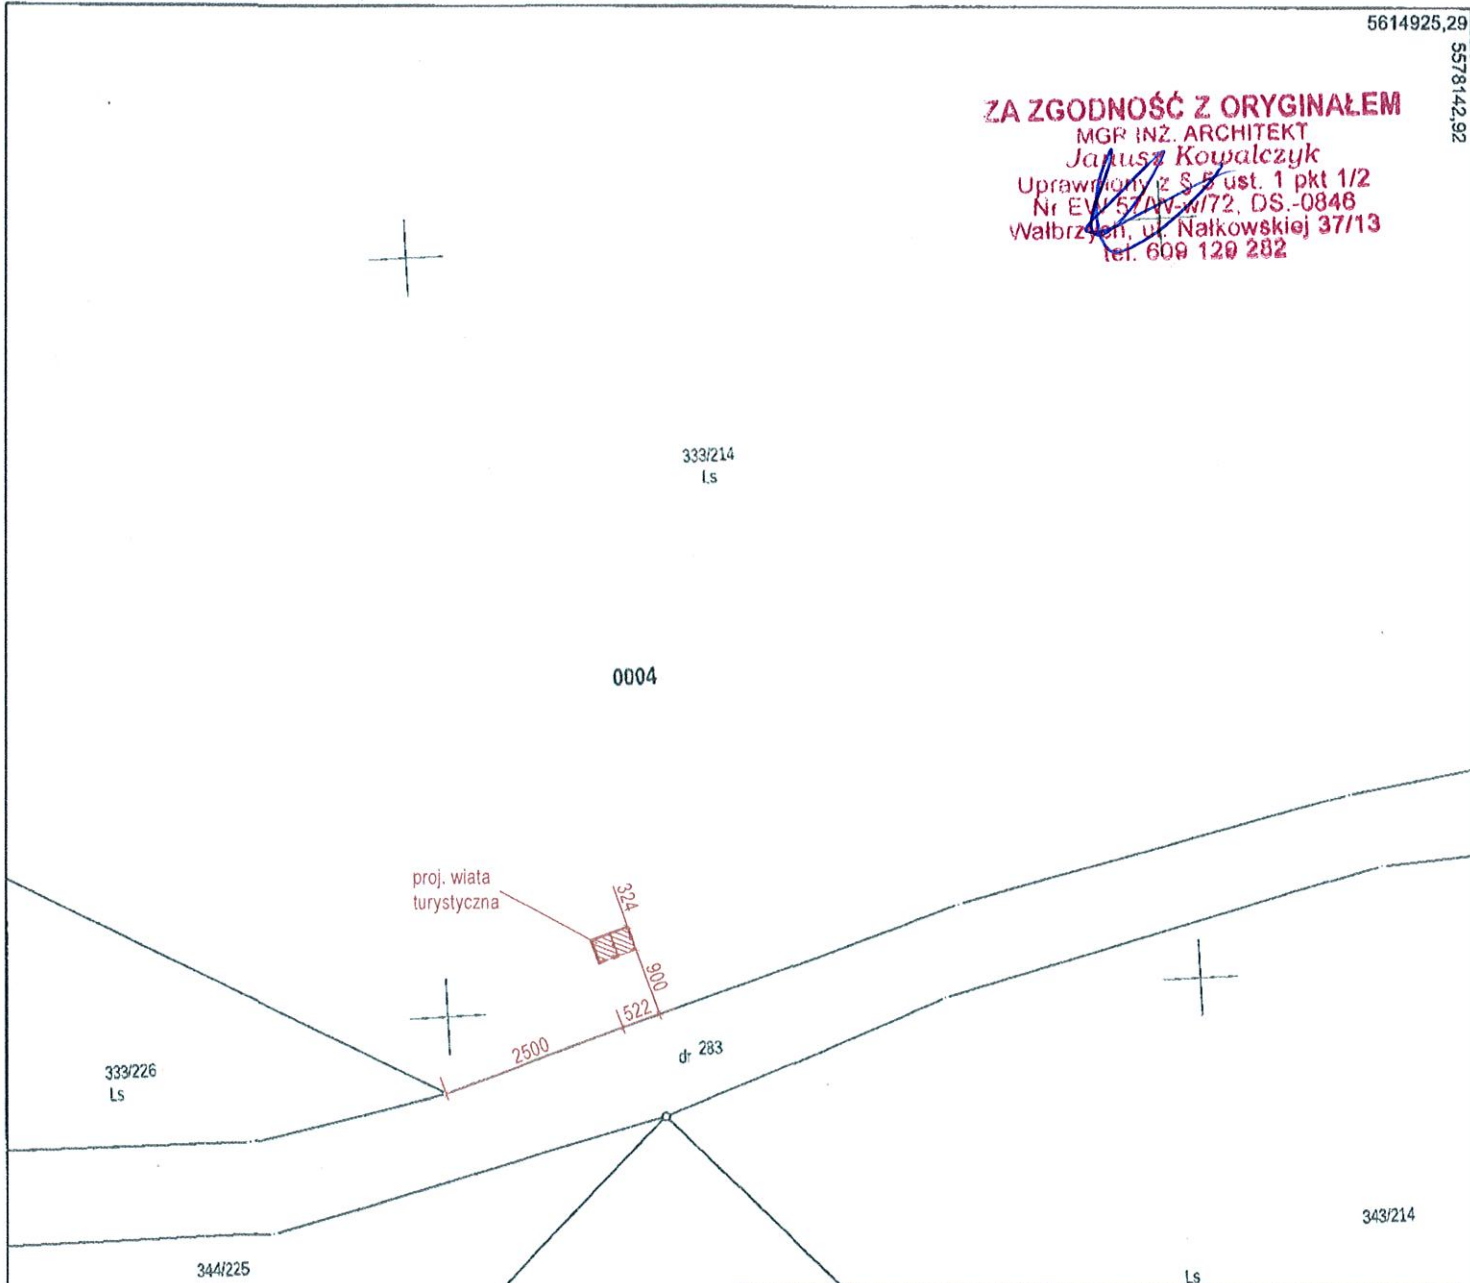 5614925,29
5578142,92
ZA ZGODNOŚĆ Z ORYGINAŁEM
MGR INŻ. ARCHITEKT
Janusz Kowalczyk
Uprawniony z § 5 ust. 1 pkt 1/2
Nr EW 57/W-w/72, DS.-0846
Wałbrzych, ul. Nałkowskiej 37/13
tel. 609 129 282
333/214
Ls
0004
proj. wiata
turystyczna
324
900
522
2500
dr 283
333/226
Ls
343/214
344/225
Ls